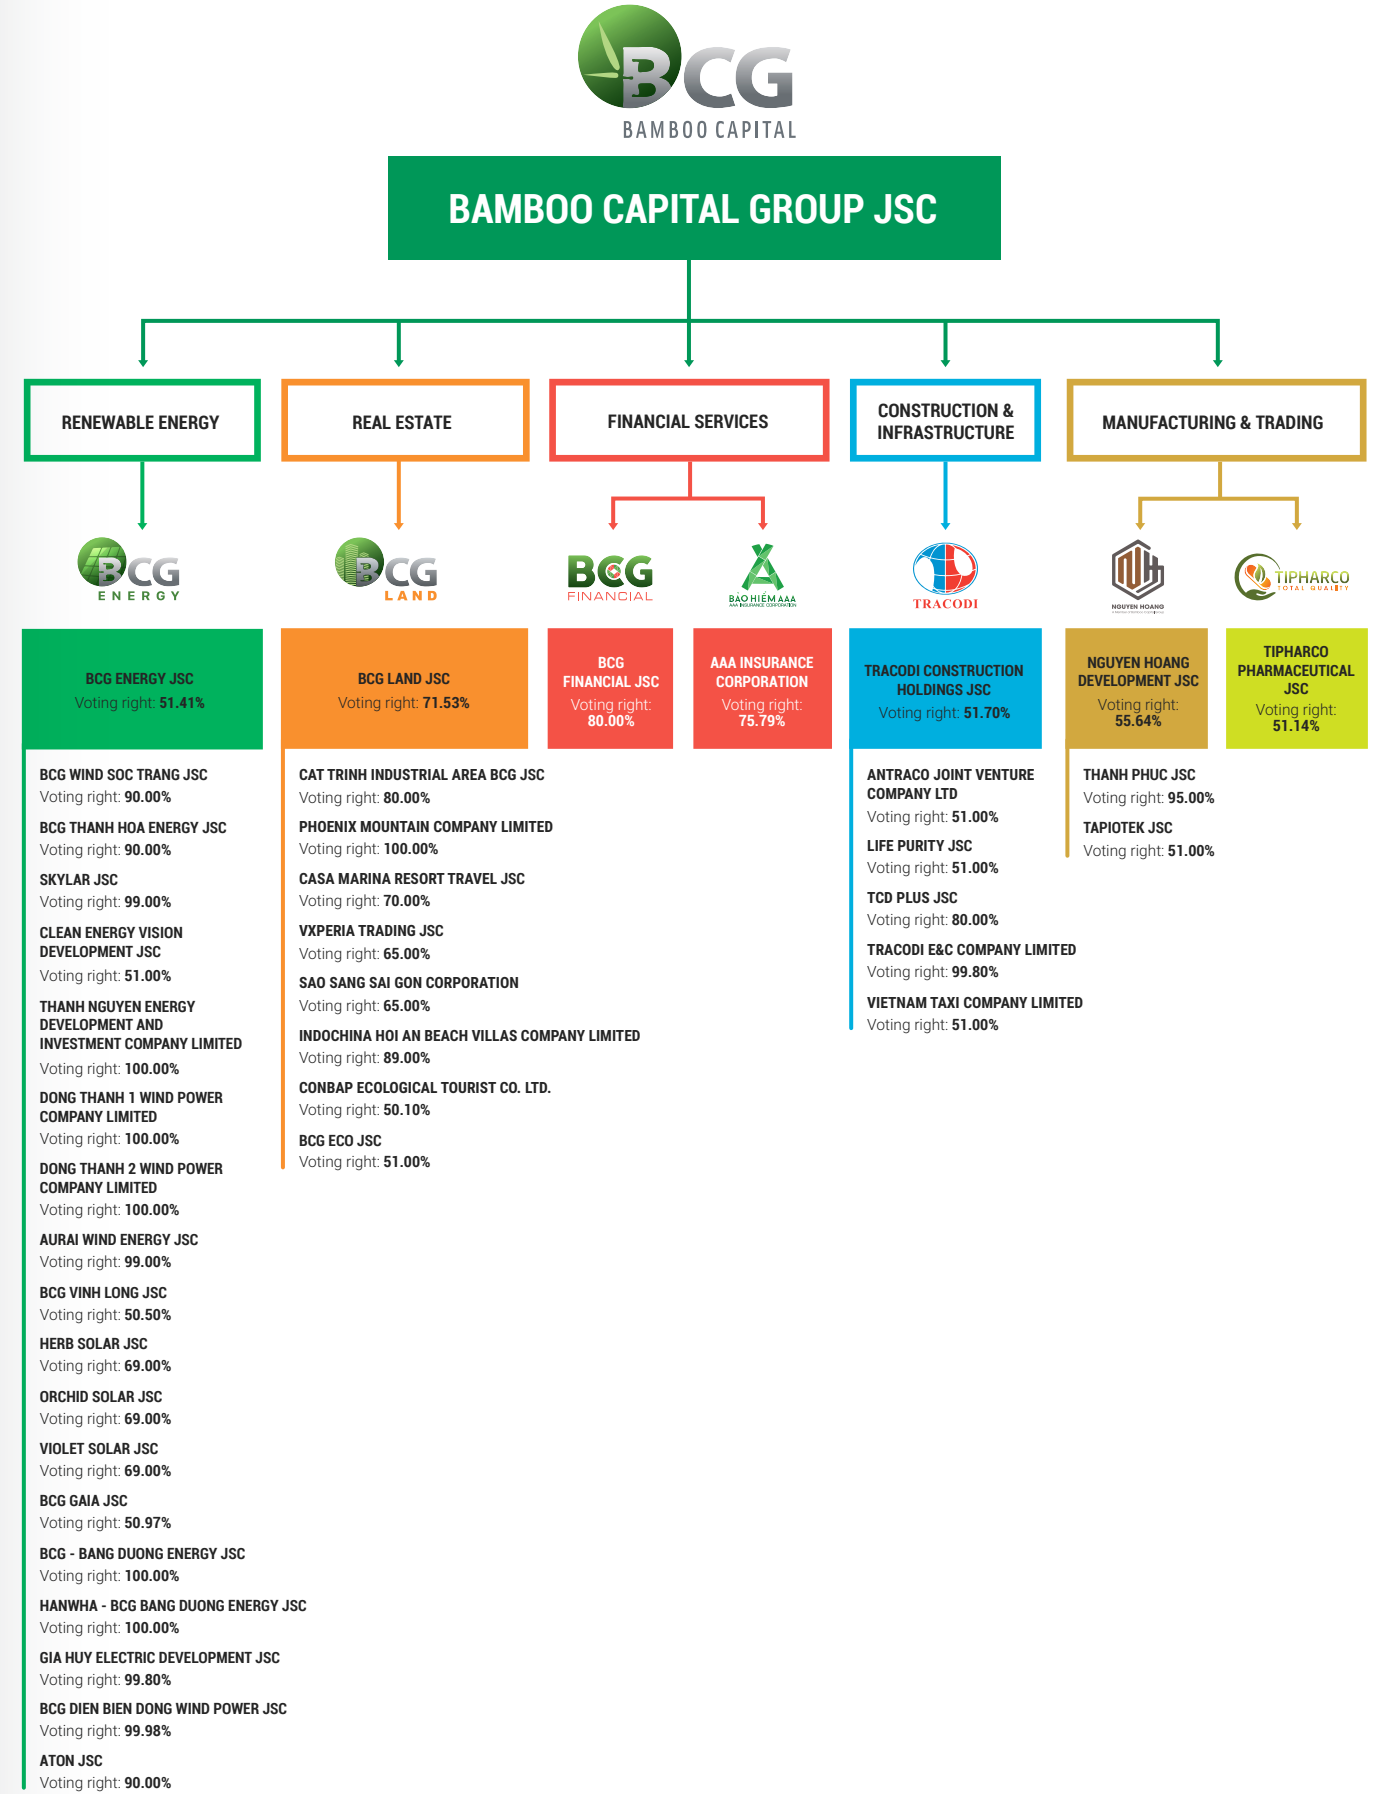 BCG
BAMBOO CAPITAL
BAMBOO CAPITAL GROUP JSC
RENEWABLE ENERGY
REAL ESTATE
FINANCIAL SERVICES
CONSTRUCTION &
INFRASTRUCTURE
MANUFACTURING & TRADING
BCG
ENERGY
BCG
LAND
BCG
FINANCIAL
BẢO HIỂM AAA
AAA INSURANCE CORPORATION
TRACODI
NGUYEN HOANG
TIPHARCO
TOTAL QUALITY
BCG ENERGY JSC
Voting right: 51.41%
BCG WIND SOC TRANG JSC
Voting right: 90.00%
BCG THANH HOA ENERGY JSC
Voting right: 90.00%
SKYLAR JSC
Voting right: 99.00%
CLEAN ENERGY VISION
DEVELOPMENT JSC
Voting right: 51.00%
THANH NGUYEN ENERGY
DEVELOPMENT AND
INVESTMENT COMPANY LIMITED
Voting right: 100.00%
DONG THANH 1 WIND POWER
COMPANY LIMITED
Voting right: 100.00%
DONG THANH 2 WIND POWER
COMPANY LIMITED
Voting right: 100.00%
AURAI WIND ENERGY JSC
Voting right: 99.00%
BCG VINH LONG JSC
Voting right: 50.50%
HERB SOLAR JSC
Voting right: 69.00%
ORCHID SOLAR JSC
Voting right: 69.00%
VIOLET SOLAR JSC
Voting right: 69.00%
BCG GAIA JSC
Voting right: 50.97%
BCG - BANG DUONG ENERGY JSC
Voting right: 100.00%
HANWHA - BCG BANG DUONG ENERGY JSC
Voting right: 100.00%
GIA HUY ELECTRIC DEVELOPMENT JSC
Voting right: 99.80%
BCG DIEN BIEN DONG WIND POWER JSC
Voting right: 99.98%
ATON JSC
Voting right: 90.00%
BCG LAND JSC
Voting right: 71.53%
CAT TRINH INDUSTRIAL AREA BCG JSC
Voting right: 80.00%
PHOENIX MOUNTAIN COMPANY LIMITED
Voting right: 100.00%
CASA MARINA RESORT TRAVEL JSC
Voting right: 70.00%
VXPERIA TRADING JSC
Voting right: 65.00%
SAO SANG SAI GON CORPORATION
Voting right: 65.00%
INDOCHINA HOI AN BEACH VILLAS COMPANY LIMITED
Voting right: 89.00%
CONBAP ECOLOGICAL TOURIST CO. LTD.
Voting right: 50.10%
BCG ECO JSC
Voting right: 51.00%
BCG
FINANCIAL JSC
Voting right:
80.00%
AAA INSURANCE
CORPORATION
Voting right:
75.79%
TRACODI CONSTRUCTION
HOLDINGS JSC
Voting right: 51.70%
ANTRACO JOINT VENTURE
COMPANY LTD
Voting right: 51.00%
LIFE PURITY JSC
Voting right: 51.00%
TCD PLUS JSC
Voting right: 80.00%
TRACODI E&C COMPANY LIMITED
Voting right: 99.80%
VIETNAM TAXI COMPANY LIMITED
Voting right: 51.00%
NGUYEN HOANG
DEVELOPMENT JSC
Voting right:
55.64%
THANH PHUC JSC
Voting right: 95.00%
TAPIOTEK JSC
Voting right: 51.00%
TIPHARCO
PHARMACEUTICAL
JSC
Voting right:
51.14%